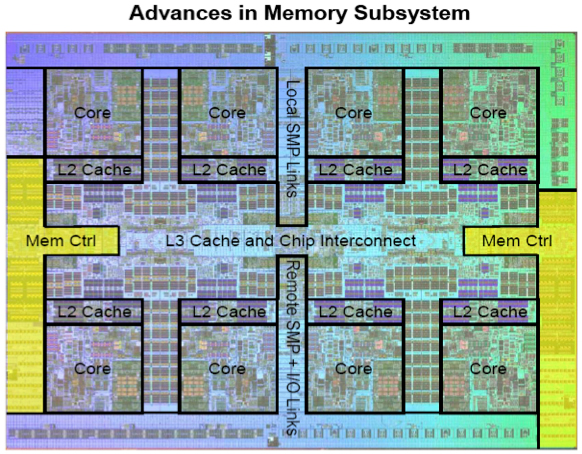 Advances in Memory Subsystem
Core
Core
Core
Core
Local SMP Links
L2 Cache
L2 Cache
L2 Cache
L2 Cache
Mem Ctrl
L3 Cache and Chip Interconnect
Mem Ctrl
Remote SMP + I/O Links
L2 Cache
L2 Cache
L2 Cache
L2 Cache
Core
Core
Core
Core